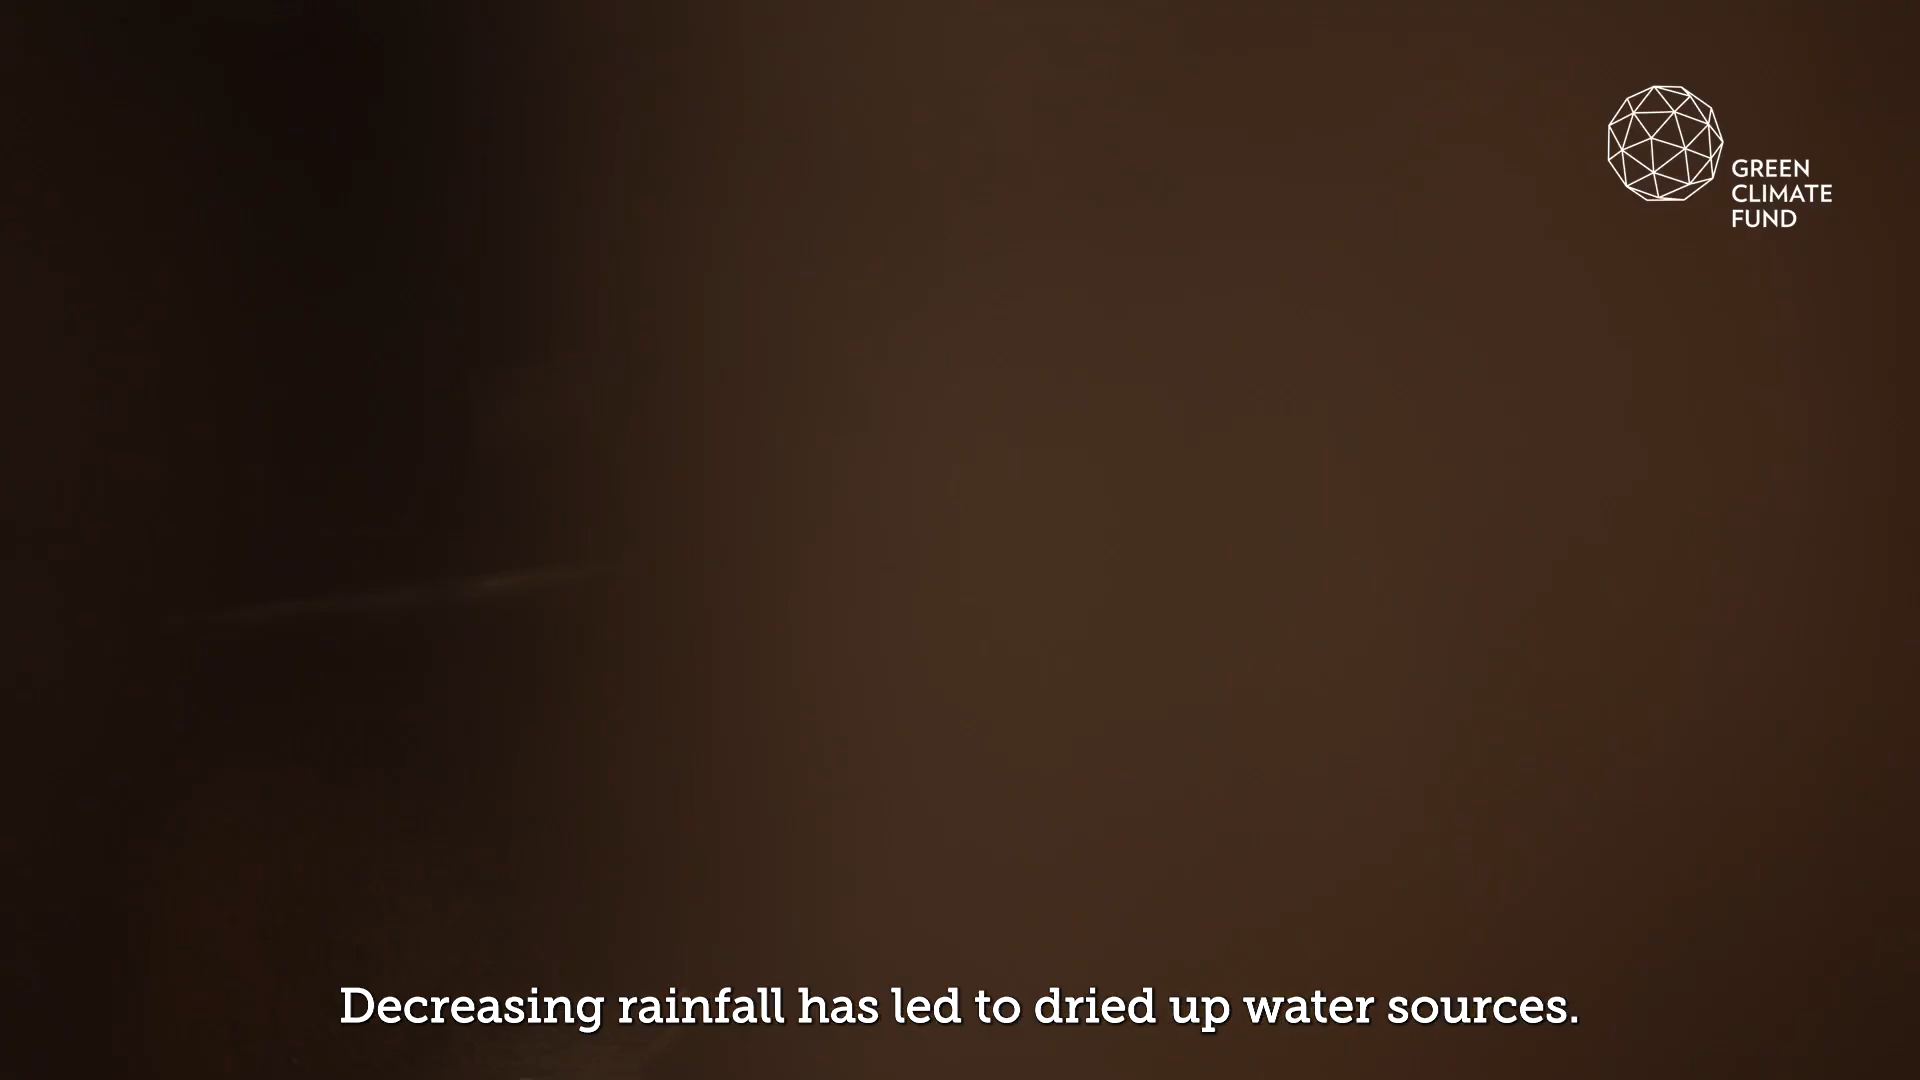 GREEN
CLIMATE
FUND
Decreasing rainfall has led to dried up water sources.